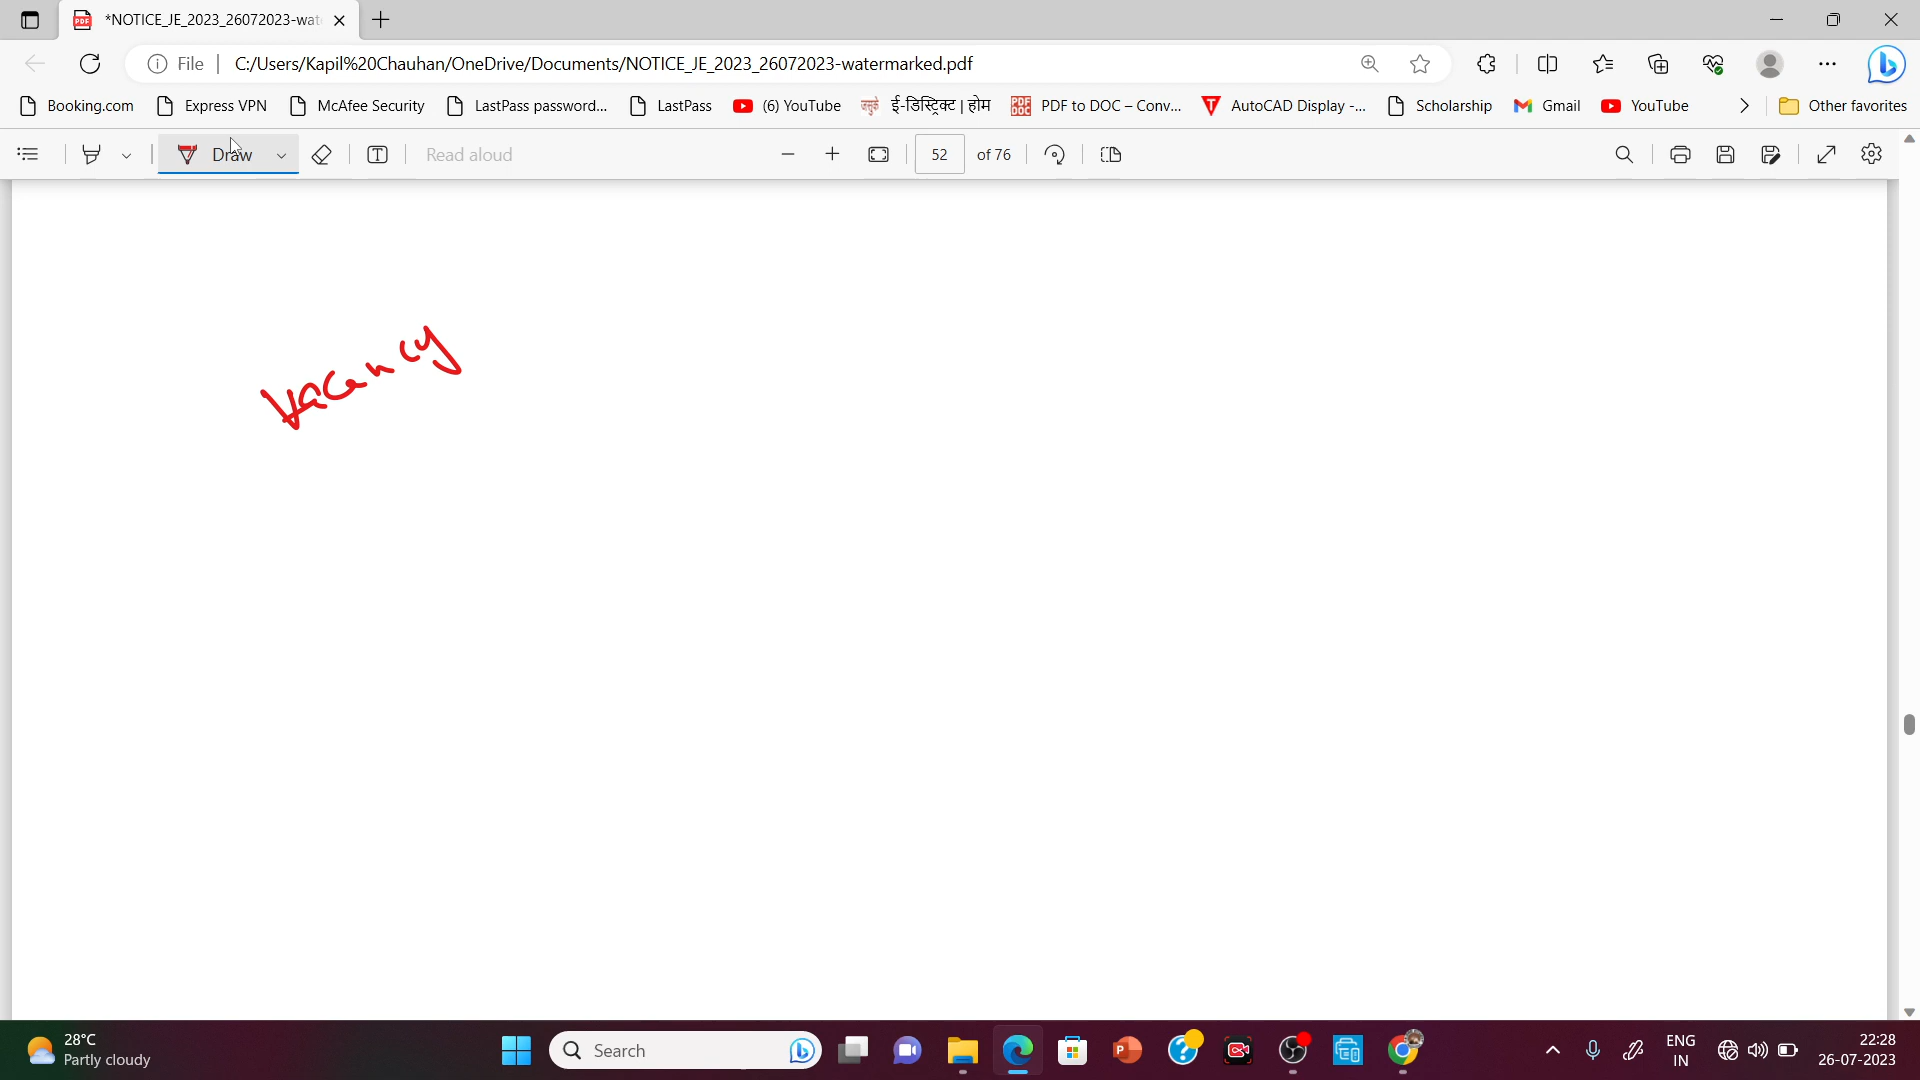 *NOTICE_JE_2023_26072023-wat
File
C:/Users/Kapil%20Chauhan/OneDrive/Documents/NOTICE_JE_2023_26072023-watermarked.pdf
Booking.com Express VPN McAfee Security LastPass password... LastPass (6) YouTube ई-डिस्ट्रिक्ट | होम PDF to DOC – Conv... AutoCAD Display -... Scholarship Gmail YouTube Other favorites
Draw Read aloud 52 of 76
Vacancy
28°C
Partly cloudy
Search
ENG
IN
22:28
26-07-2023